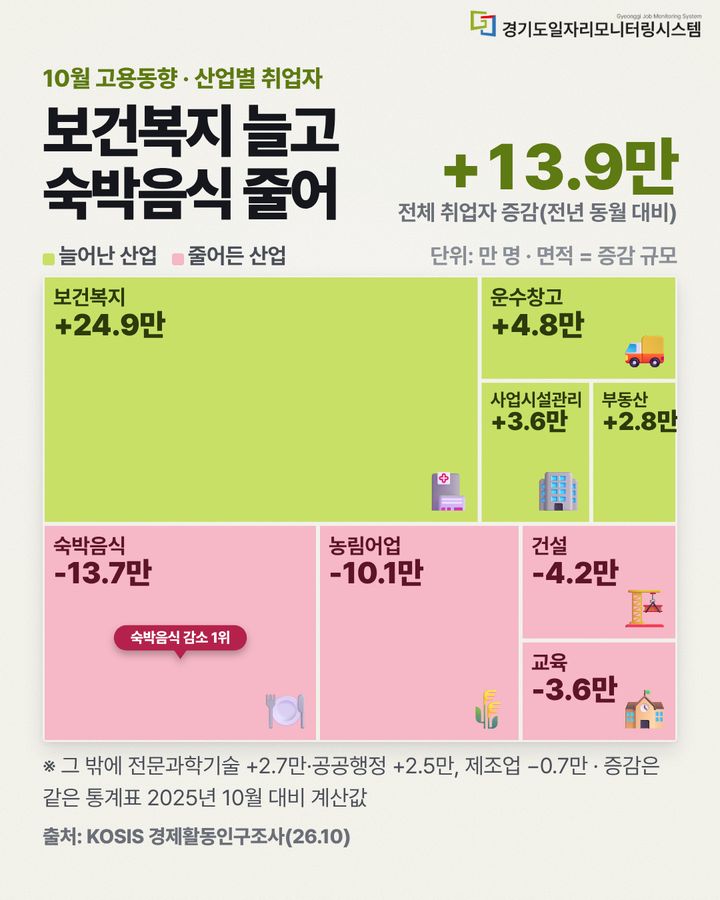 Gyeonggi Job Monitoring System
경기도일자리모니터링시스템
10월 고용동향 · 산업별 취업자
보건복지 늘고
숙박음식 줄어
+13.9만
전체 취업자 증감(전년 동월 대비)
늘어난 산업 줄어든 산업
단위: 만 명 · 면적 = 증감 규모
보건복지
+24.9만
운수창고
+4.8만
사업시설관리
+3.6만
부동산
+2.8만
숙박음식
-13.7만
숙박음식 감소 1위
농림어업
-10.1만
건설
-4.2만
교육
-3.6만
※ 그 밖에 전문과학기술 +2.7만·공공행정 +2.5만, 제조업 −0.7만 · 증감은
같은 통계표 2025년 10월 대비 계산값
출처: KOSIS 경제활동인구조사(26.10)